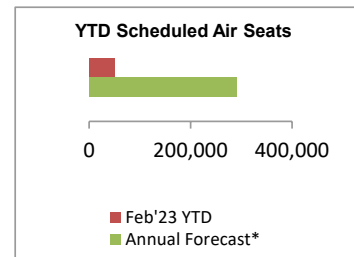 YTD Scheduled Air Seats
0 200,000 400,000
Feb'23 YTD
Annual Forecast*